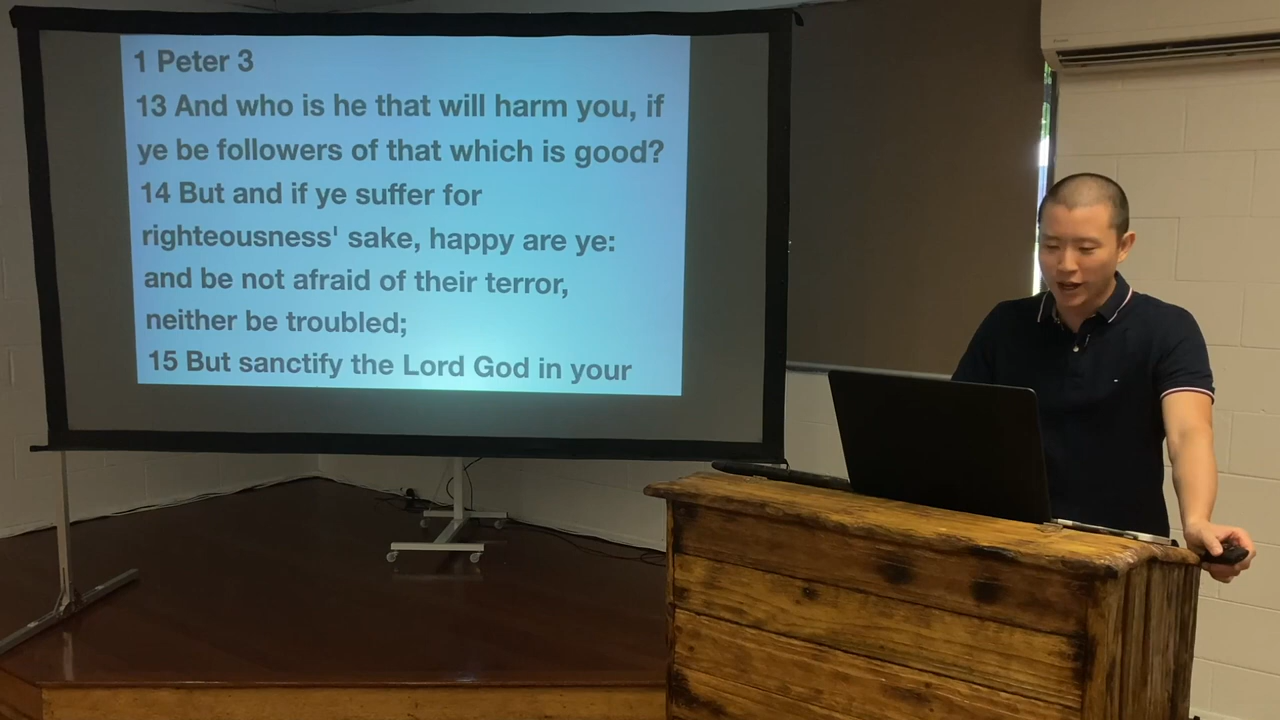 1 Peter 3
13 And who is he that will harm you, if
ye be followers of that which is good?
14 But and if ye suffer for
righteousness' sake, happy are ye:
and be not afraid of their terror,
neither be troubled;
15 But sanctify the Lord God in your